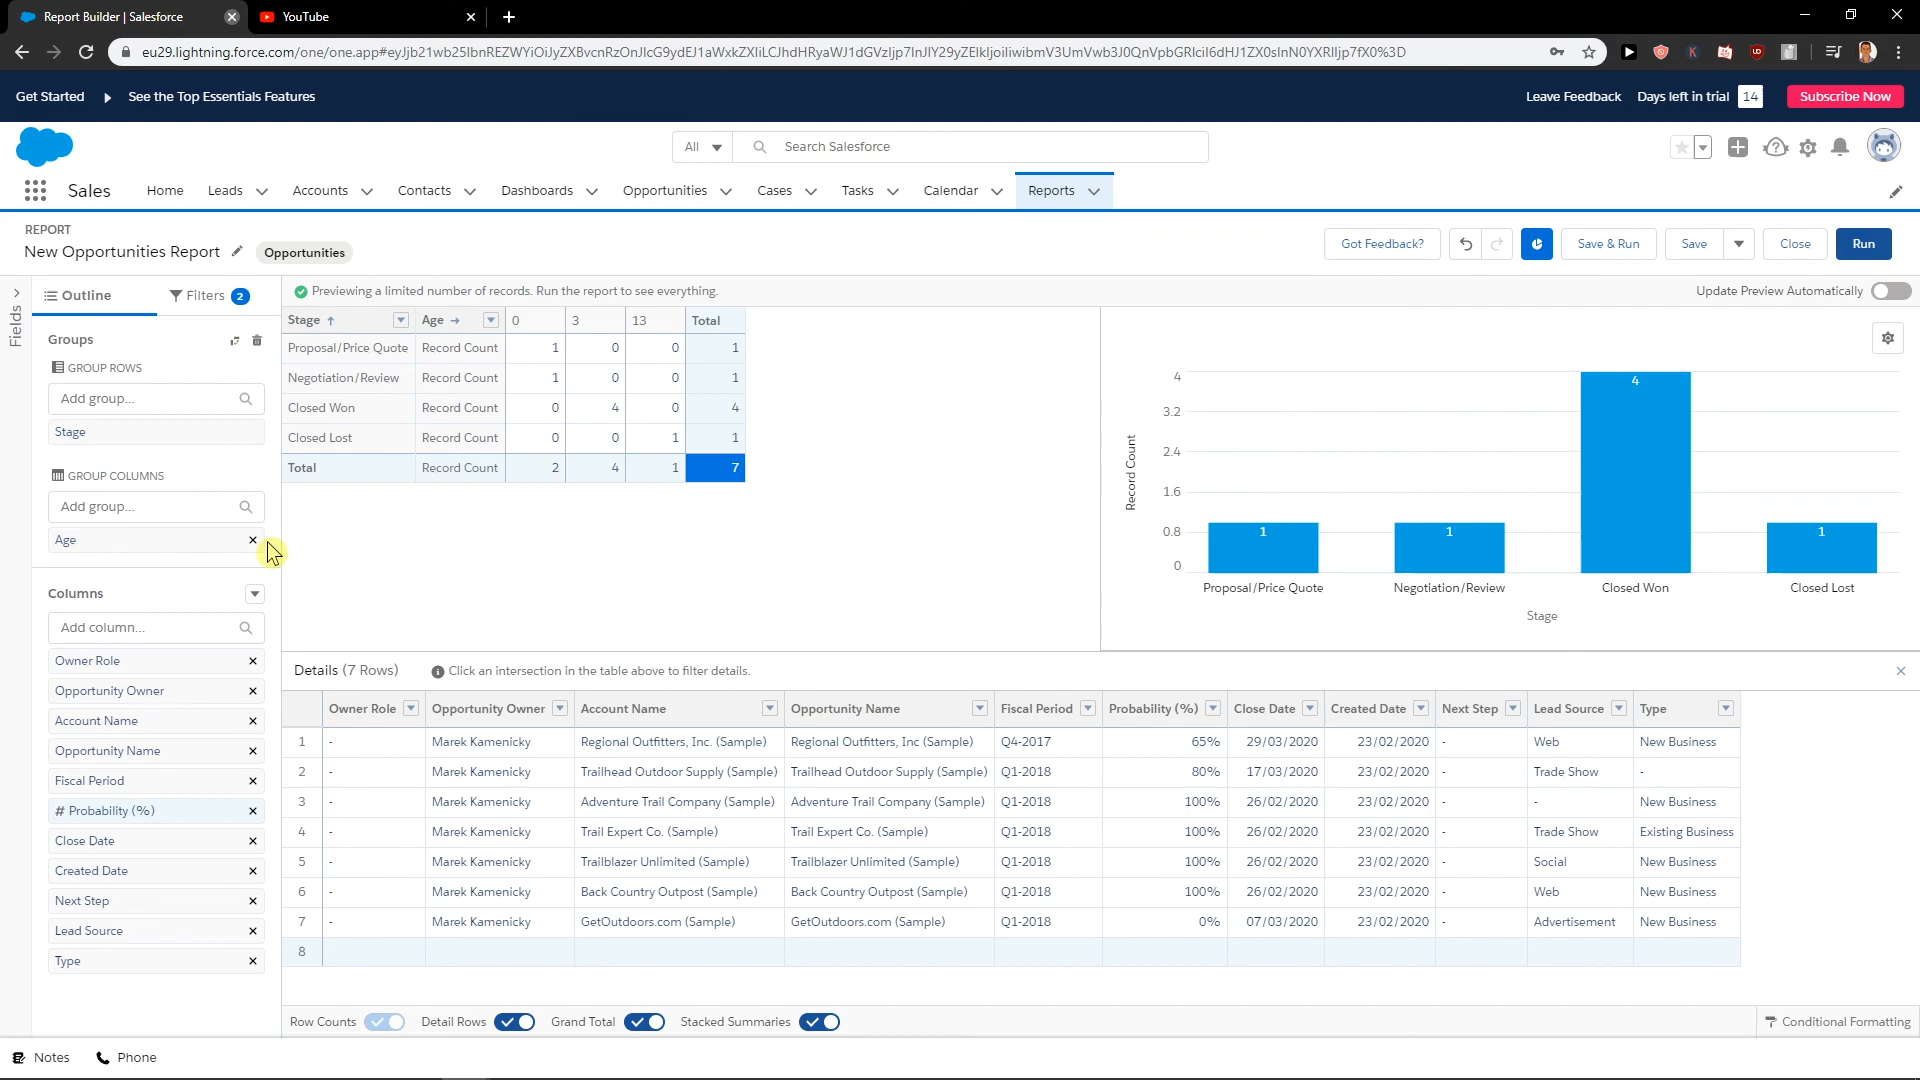 Report Builder | Salesforce
YouTube
eu29.lightning.force.com/one/one.app#
Get Started
See the Top Essentials Features
Leave Feedback
Days left in trial 14
Subscribe Now
All
Search Salesforce
Sales
Home
Leads
Accounts
Contacts
Dashboards
Opportunities
Cases
Tasks
Calendar
Reports
REPORT
New Opportunities Report
Opportunities
Got Feedback?
Save & Run
Save
Close
Run
Fields
Outline
Filters 2
Previewing a limited number of records. Run the report to see everything.
Update Preview Automatically
Groups
GROUP ROWS
Add group...
Stage
GROUP COLUMNS
Add group...
Age
Columns
Add column...
Owner Role
Opportunity Owner
Account Name
Opportunity Name
Fiscal Period
# Probability (%)
Close Date
Created Date
Next Step
Lead Source
Type
Stage ↑ Age → 0 3 13 Total
Proposal/Price Quote Record Count 1 0 0 1
Negotiation/Review Record Count 1 0 0 1
Closed Won Record Count 0 4 0 4
Closed Lost Record Count 0 0 1 1
Total Record Count 2 4 1 7
Record Count
4
3.2
2.4
1.6
0.8
0
1 1 4 1
Proposal/Price Quote Negotiation/Review Closed Won Closed Lost
Stage
Details (7 Rows)
Click an intersection in the table above to filter details.
Owner Role Opportunity Owner Account Name Opportunity Name Fiscal Period Probability (%) Close Date Created Date Next Step Lead Source Type
1 - Marek Kamenicky Regional Outfitters, Inc. (Sample) Regional Outfitters, Inc (Sample) Q4-2017 65% 29/03/2020 23/02/2020 - Web New Business
2 - Marek Kamenicky Trailhead Outdoor Supply (Sample) Trailhead Outdoor Supply (Sample) Q1-2018 80% 17/03/2020 23/02/2020 - Trade Show -
3 - Marek Kamenicky Adventure Trail Company (Sample) Adventure Trail Company (Sample) Q1-2018 100% 26/02/2020 23/02/2020 - - New Business
4 - Marek Kamenicky Trail Expert Co. (Sample) Trail Expert Co. (Sample) Q1-2018 100% 26/02/2020 23/02/2020 - Trade Show Existing Business
5 - Marek Kamenicky Trailblazer Unlimited (Sample) Trailblazer Unlimited (Sample) Q1-2018 100% 26/02/2020 23/02/2020 - Social New Business
6 - Marek Kamenicky Back Country Outpost (Sample) Back Country Outpost (Sample) Q1-2018 100% 26/02/2020 23/02/2020 - Web New Business
7 - Marek Kamenicky GetOutdoors.com (Sample) GetOutdoors.com (Sample) Q1-2018 0% 07/03/2020 23/02/2020 - Advertisement New Business
8
Row Counts
Detail Rows
Grand Total
Stacked Summaries
Conditional Formatting
Notes
Phone